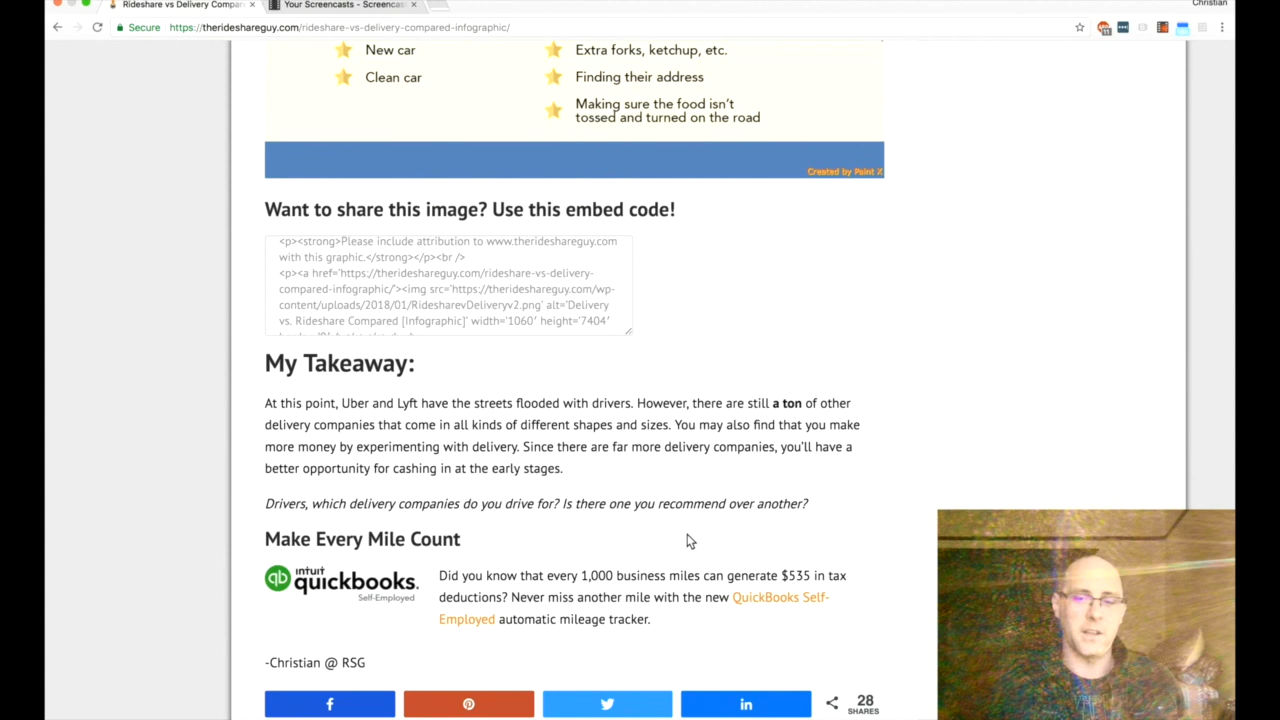 Rideshare vs Delivery Compar
Your Screencasts - Screencas
Christian
Secure
https://therideshareguy.com/rideshare-vs-delivery-compared-infographic/
11
New car
Clean car
Extra forks, ketchup, etc.
Finding their address
Making sure the food isn't
tossed and turned on the road
Created by Paint X
Want to share this image? Use this embed code!
<p><strong>Please include attribution to www.therideshareguy.com
with this graphic.</strong></p><br />
<p><a href='https://therideshareguy.com/rideshare-vs-delivery-
compared-infographic/'><img src='https://therideshareguy.com/wp-
content/uploads/2018/01/RidesharevDeliveryv2.png' alt='Delivery
vs. Rideshare Compared [Infographic]' width='1060' height='7404'
My Takeaway:
At this point, Uber and Lyft have the streets flooded with drivers. However, there are still a ton of other
delivery companies that come in all kinds of different shapes and sizes. You may also find that you make
more money by experimenting with delivery. Since there are far more delivery companies, you'll have a
better opportunity for cashing in at the early stages.
Drivers, which delivery companies do you drive for? Is there one you recommend over another?
Make Every Mile Count
qb intuit
quickbooks.
Self-Employed
Did you know that every 1,000 business miles can generate $535 in tax
deductions? Never miss another mile with the new QuickBooks Self-
Employed automatic mileage tracker.
-Christian @ RSG
f
in
28
SHARES